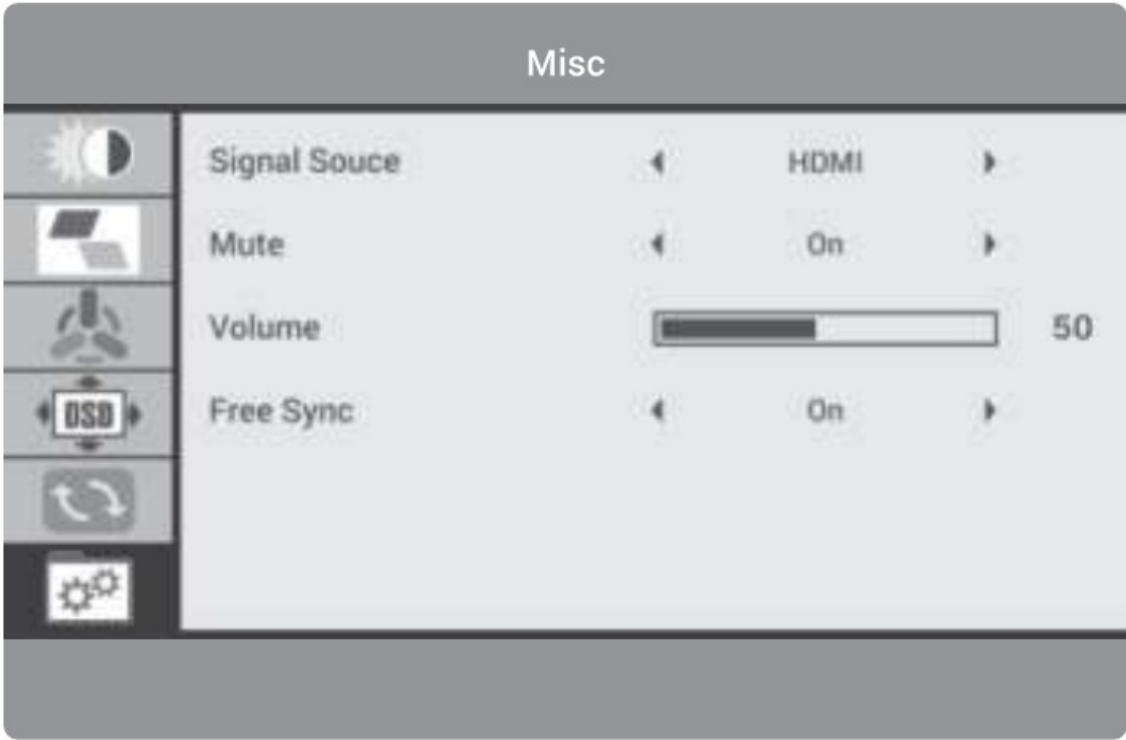 Misc
Signal Souce HDMI
Mute On
Volume 50
OSD Free Sync On